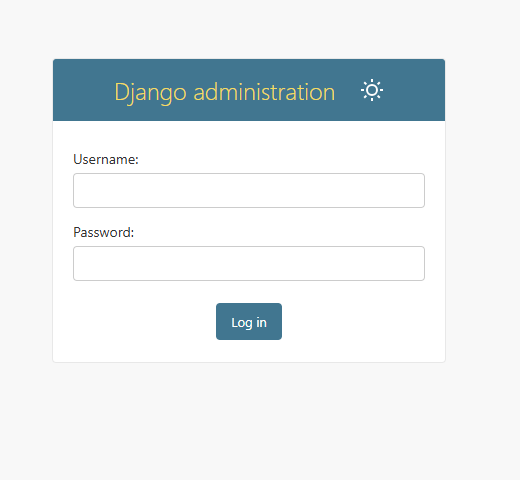 Django administration
Username:
Password:
Log in